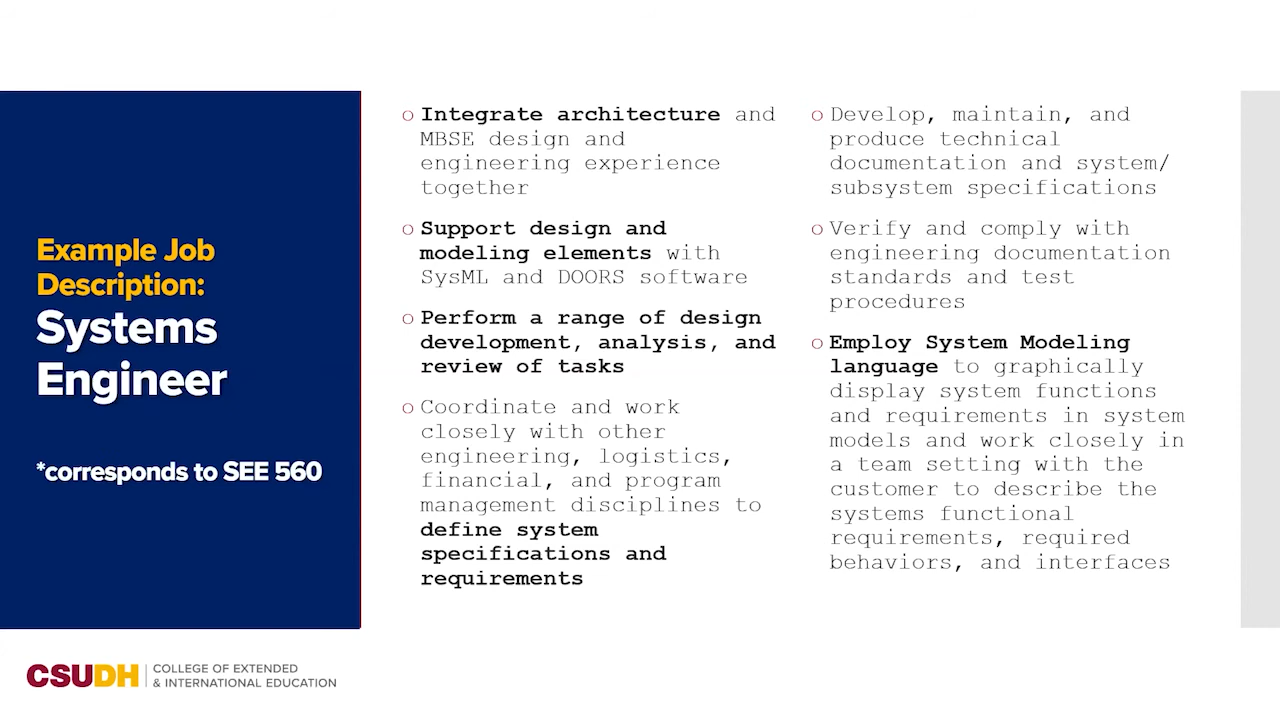 Example Job
Description:
Systems
Engineer
*corresponds to SEE 560
o Integrate architecture and
MBSE design and
engineering experience
together
o Support design and
modeling elements with
SysML and DOORS software
o Perform a range of design
development, analysis, and
review of tasks
o Coordinate and work
closely with other
engineering, logistics,
financial, and program
management disciplines to
define system
specifications and
requirements
o Develop, maintain, and
produce technical
documentation and system/
subsystem specifications
o Verify and comply with
engineering documentation
standards and test
procedures
o Employ System Modeling
language to graphically
display system functions
and requirements in system
models and work closely in
a team setting with the
customer to describe the
systems functional
requirements, required
behaviors, and interfaces
CSUDH
COLLEGE OF EXTENDED
& INTERNATIONAL EDUCATION